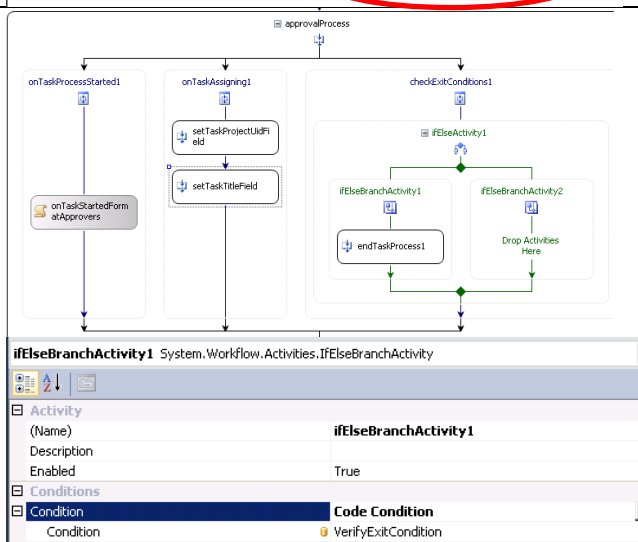 approvalProcess
onTaskProcessStarted1
onTaskAssigning1
checkExitConditions1
setTaskProjectUidFi
eld
ifElseActivity1
setTaskTitleField
onTaskStartedForm
atApprovers
ifElseBranchActivity1
ifElseBranchActivity2
endTaskProcess1
Drop Activities
Here
ifElseBranchActivity1 System.Workflow.Activities.IfElseBranchActivity
Activity
(Name) ifElseBranchActivity1
Description
Enabled True
Conditions
Condition Code Condition
Condition VerifyExitCondition